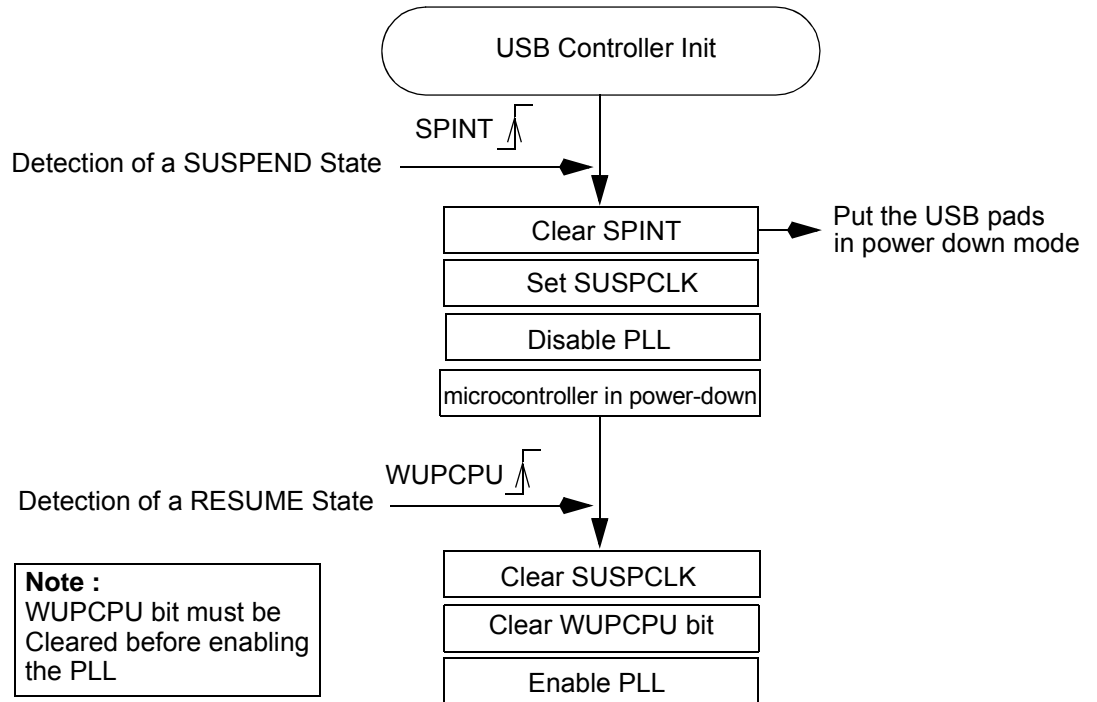 USB Controller Init
SPINT
Detection of a SUSPEND State
Clear SPINT
Put the USB pads
in power down mode
Set SUSPCLK
Disable PLL
microcontroller in power-down
WUPCPU
Detection of a RESUME State
Clear SUSPCLK
Note :
WUPCPU bit must be
Cleared before enabling
the PLL
Clear WUPCPU bit
Enable PLL